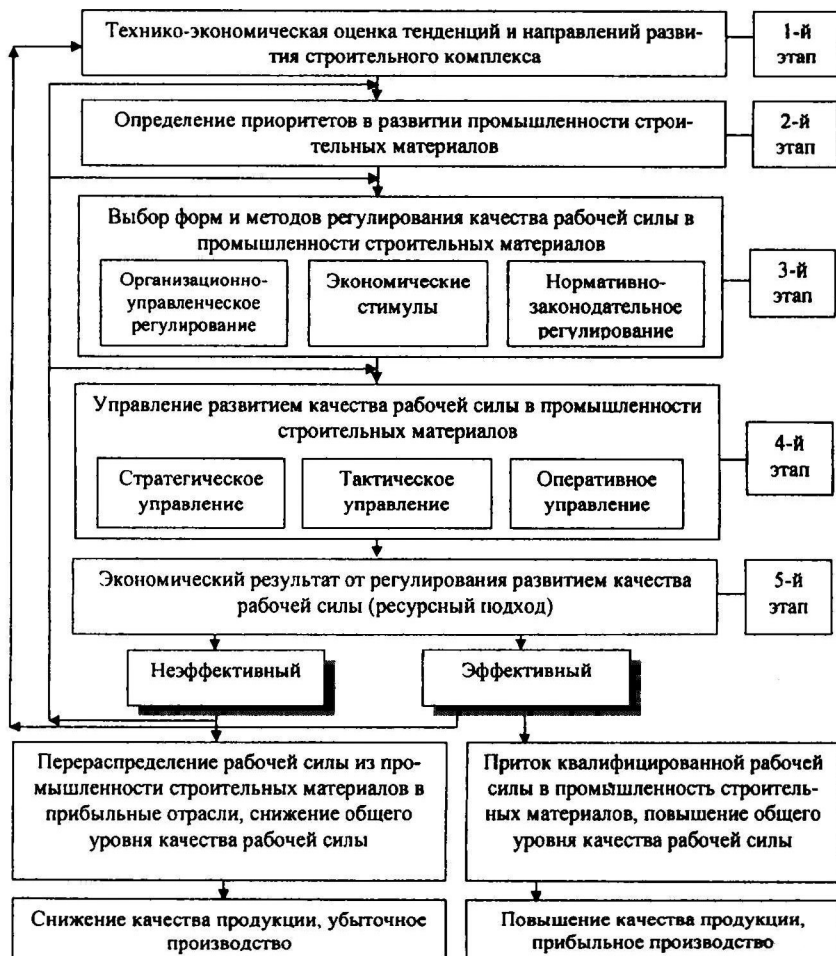 Технико-экономическая оценка тенденций и направлений разви-
тия строительного комплекса
1-й
этап
Определение приоритетов в развитии промышленности строи-
тельных материалов
2-й
этап
Выбор форм и методов регулирования качества рабочей силы в
промышленности строительных материалов
Организационно-
управленческое
регулирование
Экономические
стимулы
Нормативно-
законодательное
регулирование
3-й
этап
Управление развитием качества рабочей силы в промышленности
строительных материалов
Стратегическое
управление
Тактическое
управление
Оперативное
управление
4-й
этап
Экономический результат от регулирования развитием качества
рабочей силы (ресурсный подход)
5-й
этап
Неэффективный
Эффективный
Перераспределение рабочей силы из про-
мышленности строительных материалов в
прибыльные отрасли, снижение общего
уровня качества рабочей силы
Приток квалифицированной рабочей
силы в промышленность строитель-
ных материалов, повышение общего
уровня качества рабочей силы
Снижение качества продукции, убыточное
производство
Повышение качества продукции,
прибыльное производство